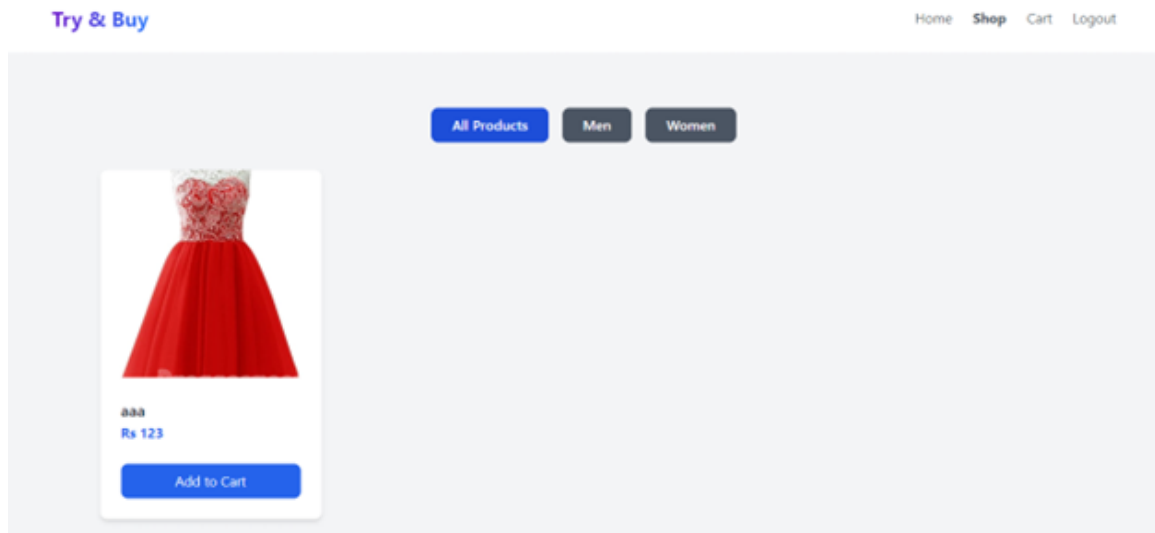 Try & Buy
Home Shop Cart Logout
All Products Men Women
aaa
Rs 123
Add to Cart